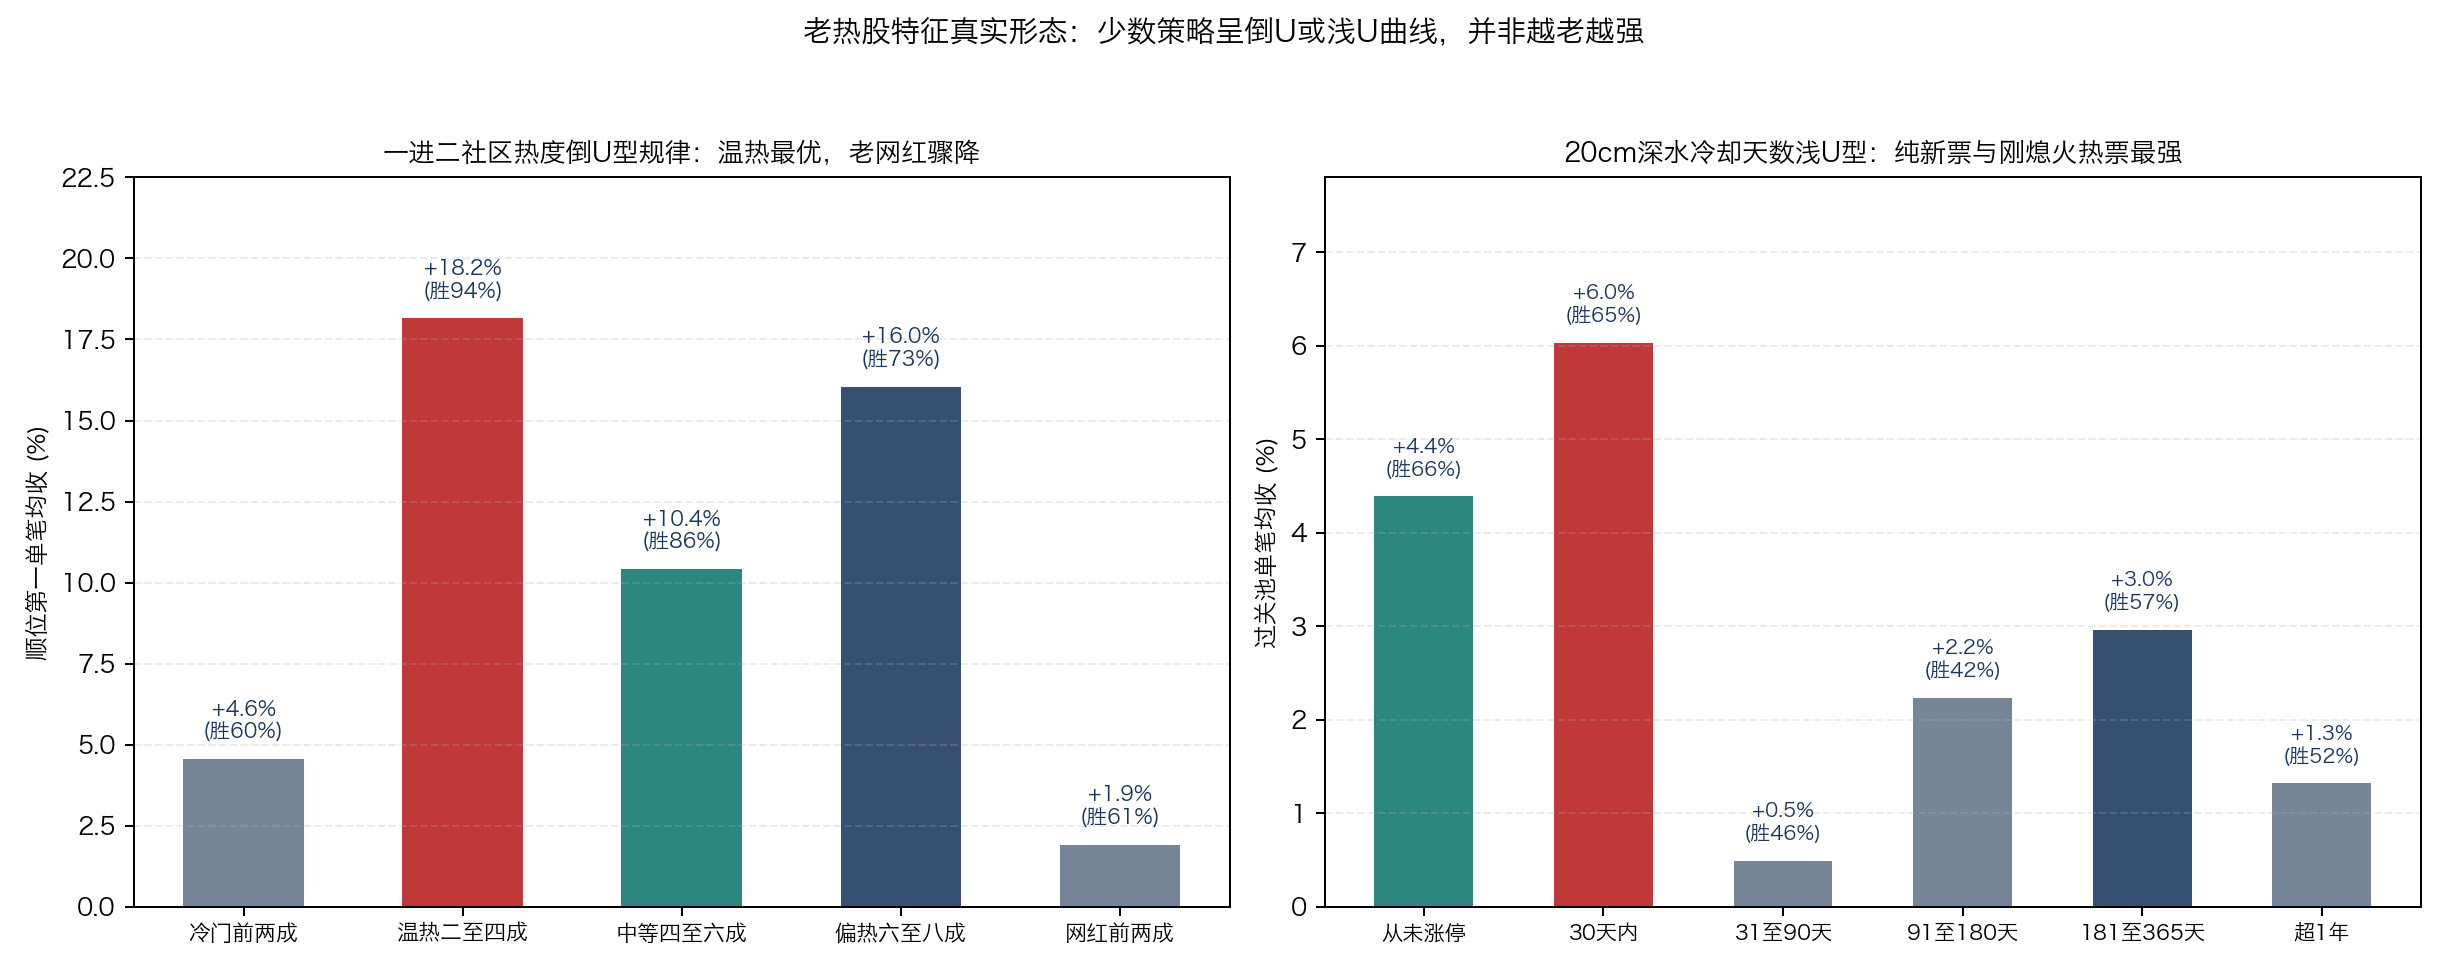 老热股特征真实形态：少数策略呈倒U或浅U曲线，并非越老越强
一进二社区热度倒U型规律：温热最优，老网红骤降
顺位第一单笔均收 (%)
22.5
20.0
17.5
15.0
12.5
10.0
7.5
5.0
2.5
0.0
+4.6%
(胜60%)
+18.2%
(胜94%)
+10.4%
(胜86%)
+16.0%
(胜73%)
+1.9%
(胜61%)
冷门前两成
温热二至四成
中等四至六成
偏热六至八成
网红前两成
20cm深水冷却天数浅U型：纯新票与刚熄火热票最强
过关池单笔均收 (%)
7
6
5
4
3
2
1
0
+4.4%
(胜66%)
+6.0%
(胜65%)
+0.5%
(胜46%)
+2.2%
(胜42%)
+3.0%
(胜57%)
+1.3%
(胜52%)
从未涨停
30天内
31至90天
91至180天
181至365天
超1年